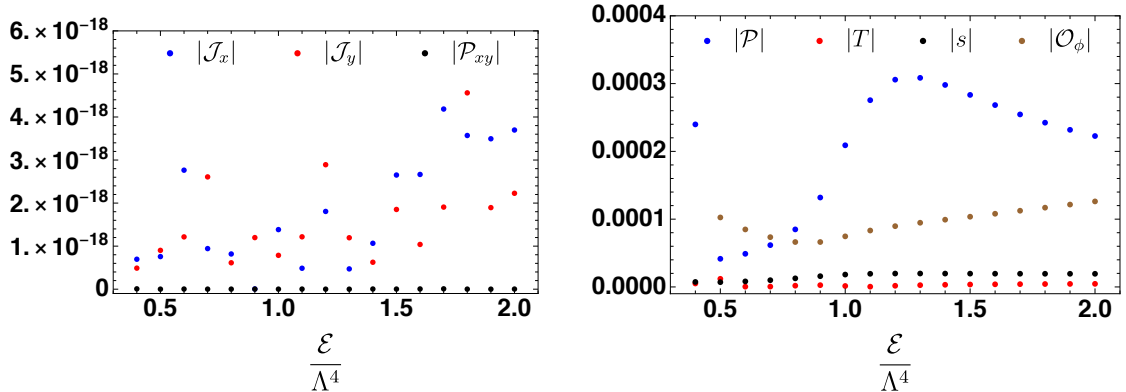 6. × 10⁻¹⁸
5. × 10⁻¹⁸
4. × 10⁻¹⁸
3. × 10⁻¹⁸
2. × 10⁻¹⁸
1. × 10⁻¹⁸
0
|𝒥ₓ| |𝒥_y| |𝒫_xy|
0.5 1.0 1.5 2.0
ℰ
Λ⁴
0.0004
0.0003
0.0002
0.0001
0.0000
|𝒫| |T| |s| |𝒪_ϕ|
0.5 1.0 1.5 2.0
ℰ
Λ⁴